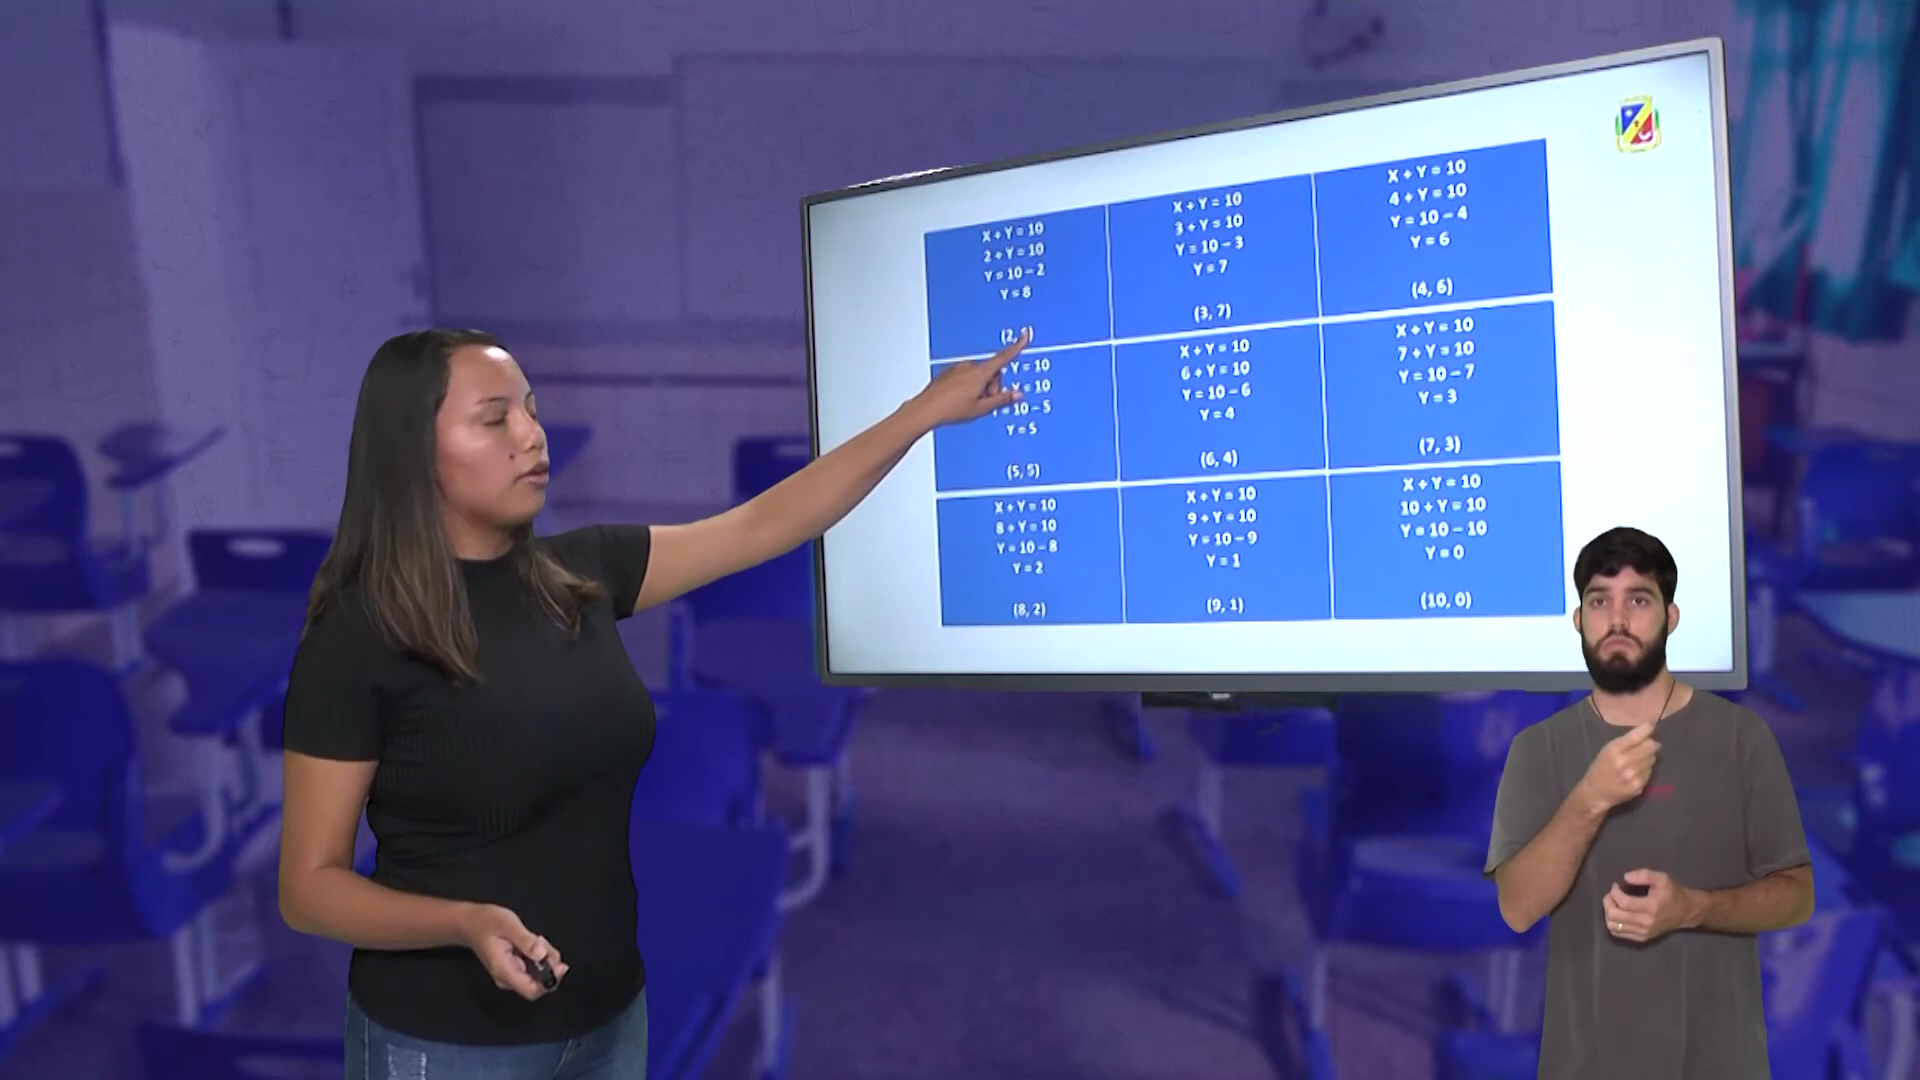 X + Y = 10
2 + Y = 10
Y = 10 – 2
Y = 8
(2,
X + Y = 10
3 + Y = 10
Y = 10 – 3
Y = 7
(3, 7)
X + Y = 10
4 + Y = 10
Y = 10 – 4
Y = 6
(4, 6)
+ Y = 10
+ Y = 10
= 10 – 5
Y = 5
(5, 5)
X + Y = 10
6 + Y = 10
Y = 10 – 6
Y = 4
(6, 4)
X + Y = 10
7 + Y = 10
Y = 10 – 7
Y = 3
(7, 3)
X + Y = 10
8 + Y = 10
Y = 10 – 8
Y = 2
(8, 2)
X + Y = 10
9 + Y = 10
Y = 10 – 9
Y = 1
(9, 1)
X + Y = 10
10 + Y = 10
Y = 10 – 10
Y = 0
(10, 0)